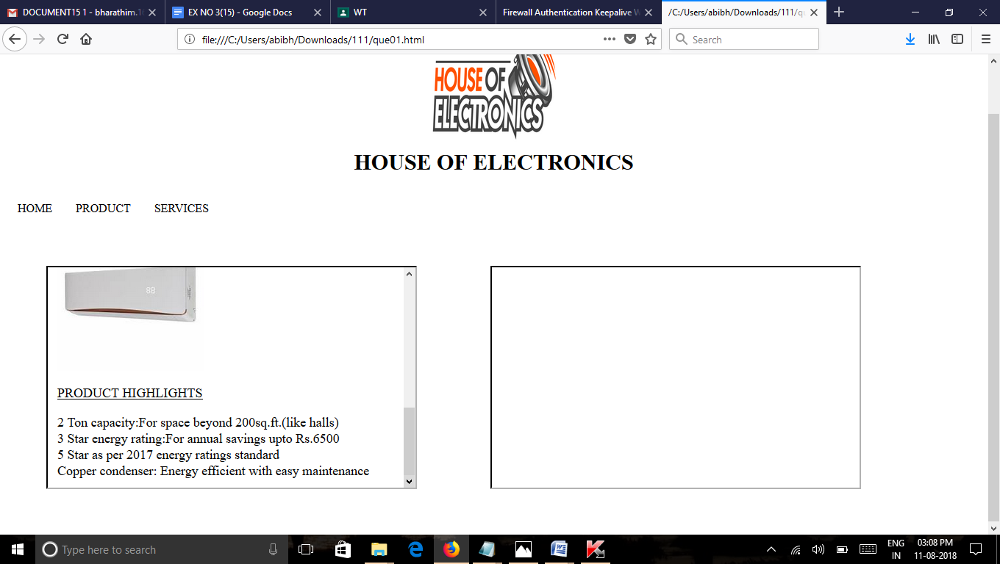 DOCUMENT15 1 - bharathim.1
EX NO 3(15) - Google Docs
WT
Firewall Authentication Keepalive W
/C:/Users/abibh/Downloads/111/qu
file:///C:/Users/abibh/Downloads/111/que01.html
Search
HOUSE OF
ELECTRONICS
HOUSE OF ELECTRONICS
HOME PRODUCT SERVICES
88
PRODUCT HIGHLIGHTS
2 Ton capacity:For space beyond 200sq.ft.(like halls)
3 Star energy rating:For annual savings upto Rs.6500
5 Star as per 2017 energy ratings standard
Copper condenser: Energy efficient with easy maintenance
Type here to search
ENG
IN
03:08 PM
11-08-2018